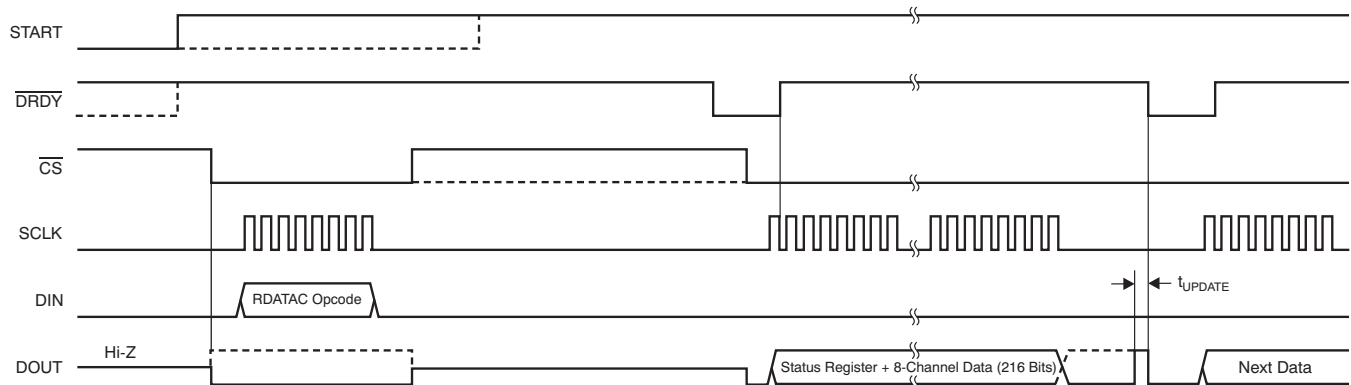 START
DRDY
CS
SCLK
DIN
RDATAC Opcode
tUPDATE
DOUT
Hi-Z
Status Register + 8-Channel Data (216 Bits)
Next Data